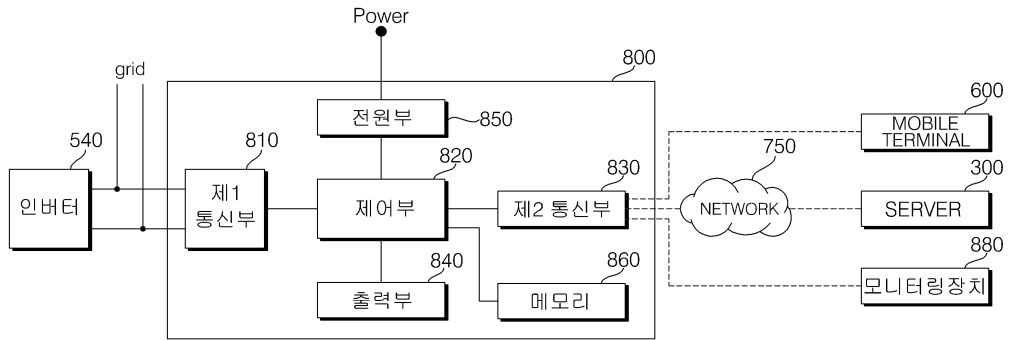 Power
grid
800
전원부
850
600
MOBILE
TERMINAL
540
810
820
830
750
300
인버터
제1
통신부
제어부
제2 통신부
NETWORK
SERVER
840
860
880
출력부
메모리
모니터링장치